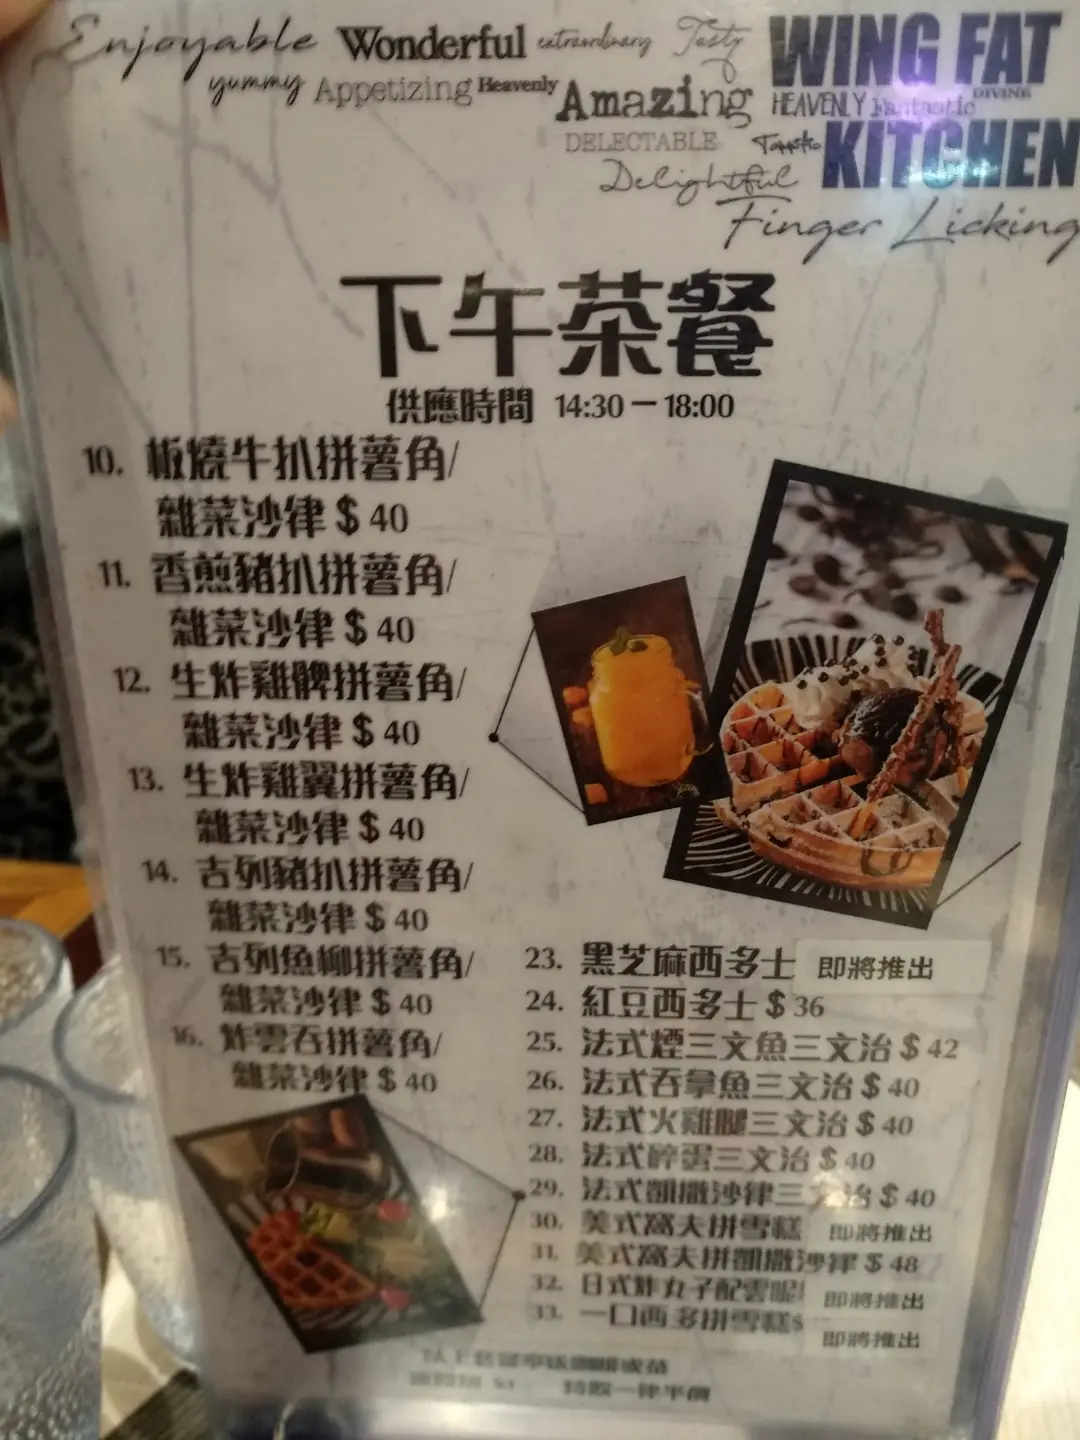 Enjoyable Wonderful extraordinary Tasty WING FAT
yummy Appetizing Heavenly Amazing HEAVENLY Fantastic DIVINE
DELECTABLE KITCHEN
Delightful
Finger Licking
下午茶餐
供應時間 14:30－18:00
10. 板燒牛扒拼薯角/
雜菜沙律 $40
11. 香煎豬扒拼薯角/
雜菜沙律 $40
12. 生炸雞髀拼薯角/
雜菜沙律 $40
13. 生炸雞翼拼薯角/
雜菜沙律 $40
14. 吉列豬扒拼薯角/
雜菜沙律 $40
15. 吉列魚柳拼薯角/
雜菜沙律 $40
16. 炸雲吞拼薯角/
雜菜沙律 $40
23. 黑芝麻西多士 即將推出
24. 紅豆西多士 $36
25. 法式煙三文魚三文治 $42
26. 法式吞拿魚三文治 $40
27. 法式火雞腿三文治 $40
28. 法式碎蛋三文治 $40
29. 法式凱撒沙律三文治 $40
30. 美式窩夫拼雪糕 即將推出
31. 美式窩夫拼凱撒沙律 $48
32. 日式炸丸子配雲呢 即將推出
33. 一口西多拼雪糕$ 即將推出